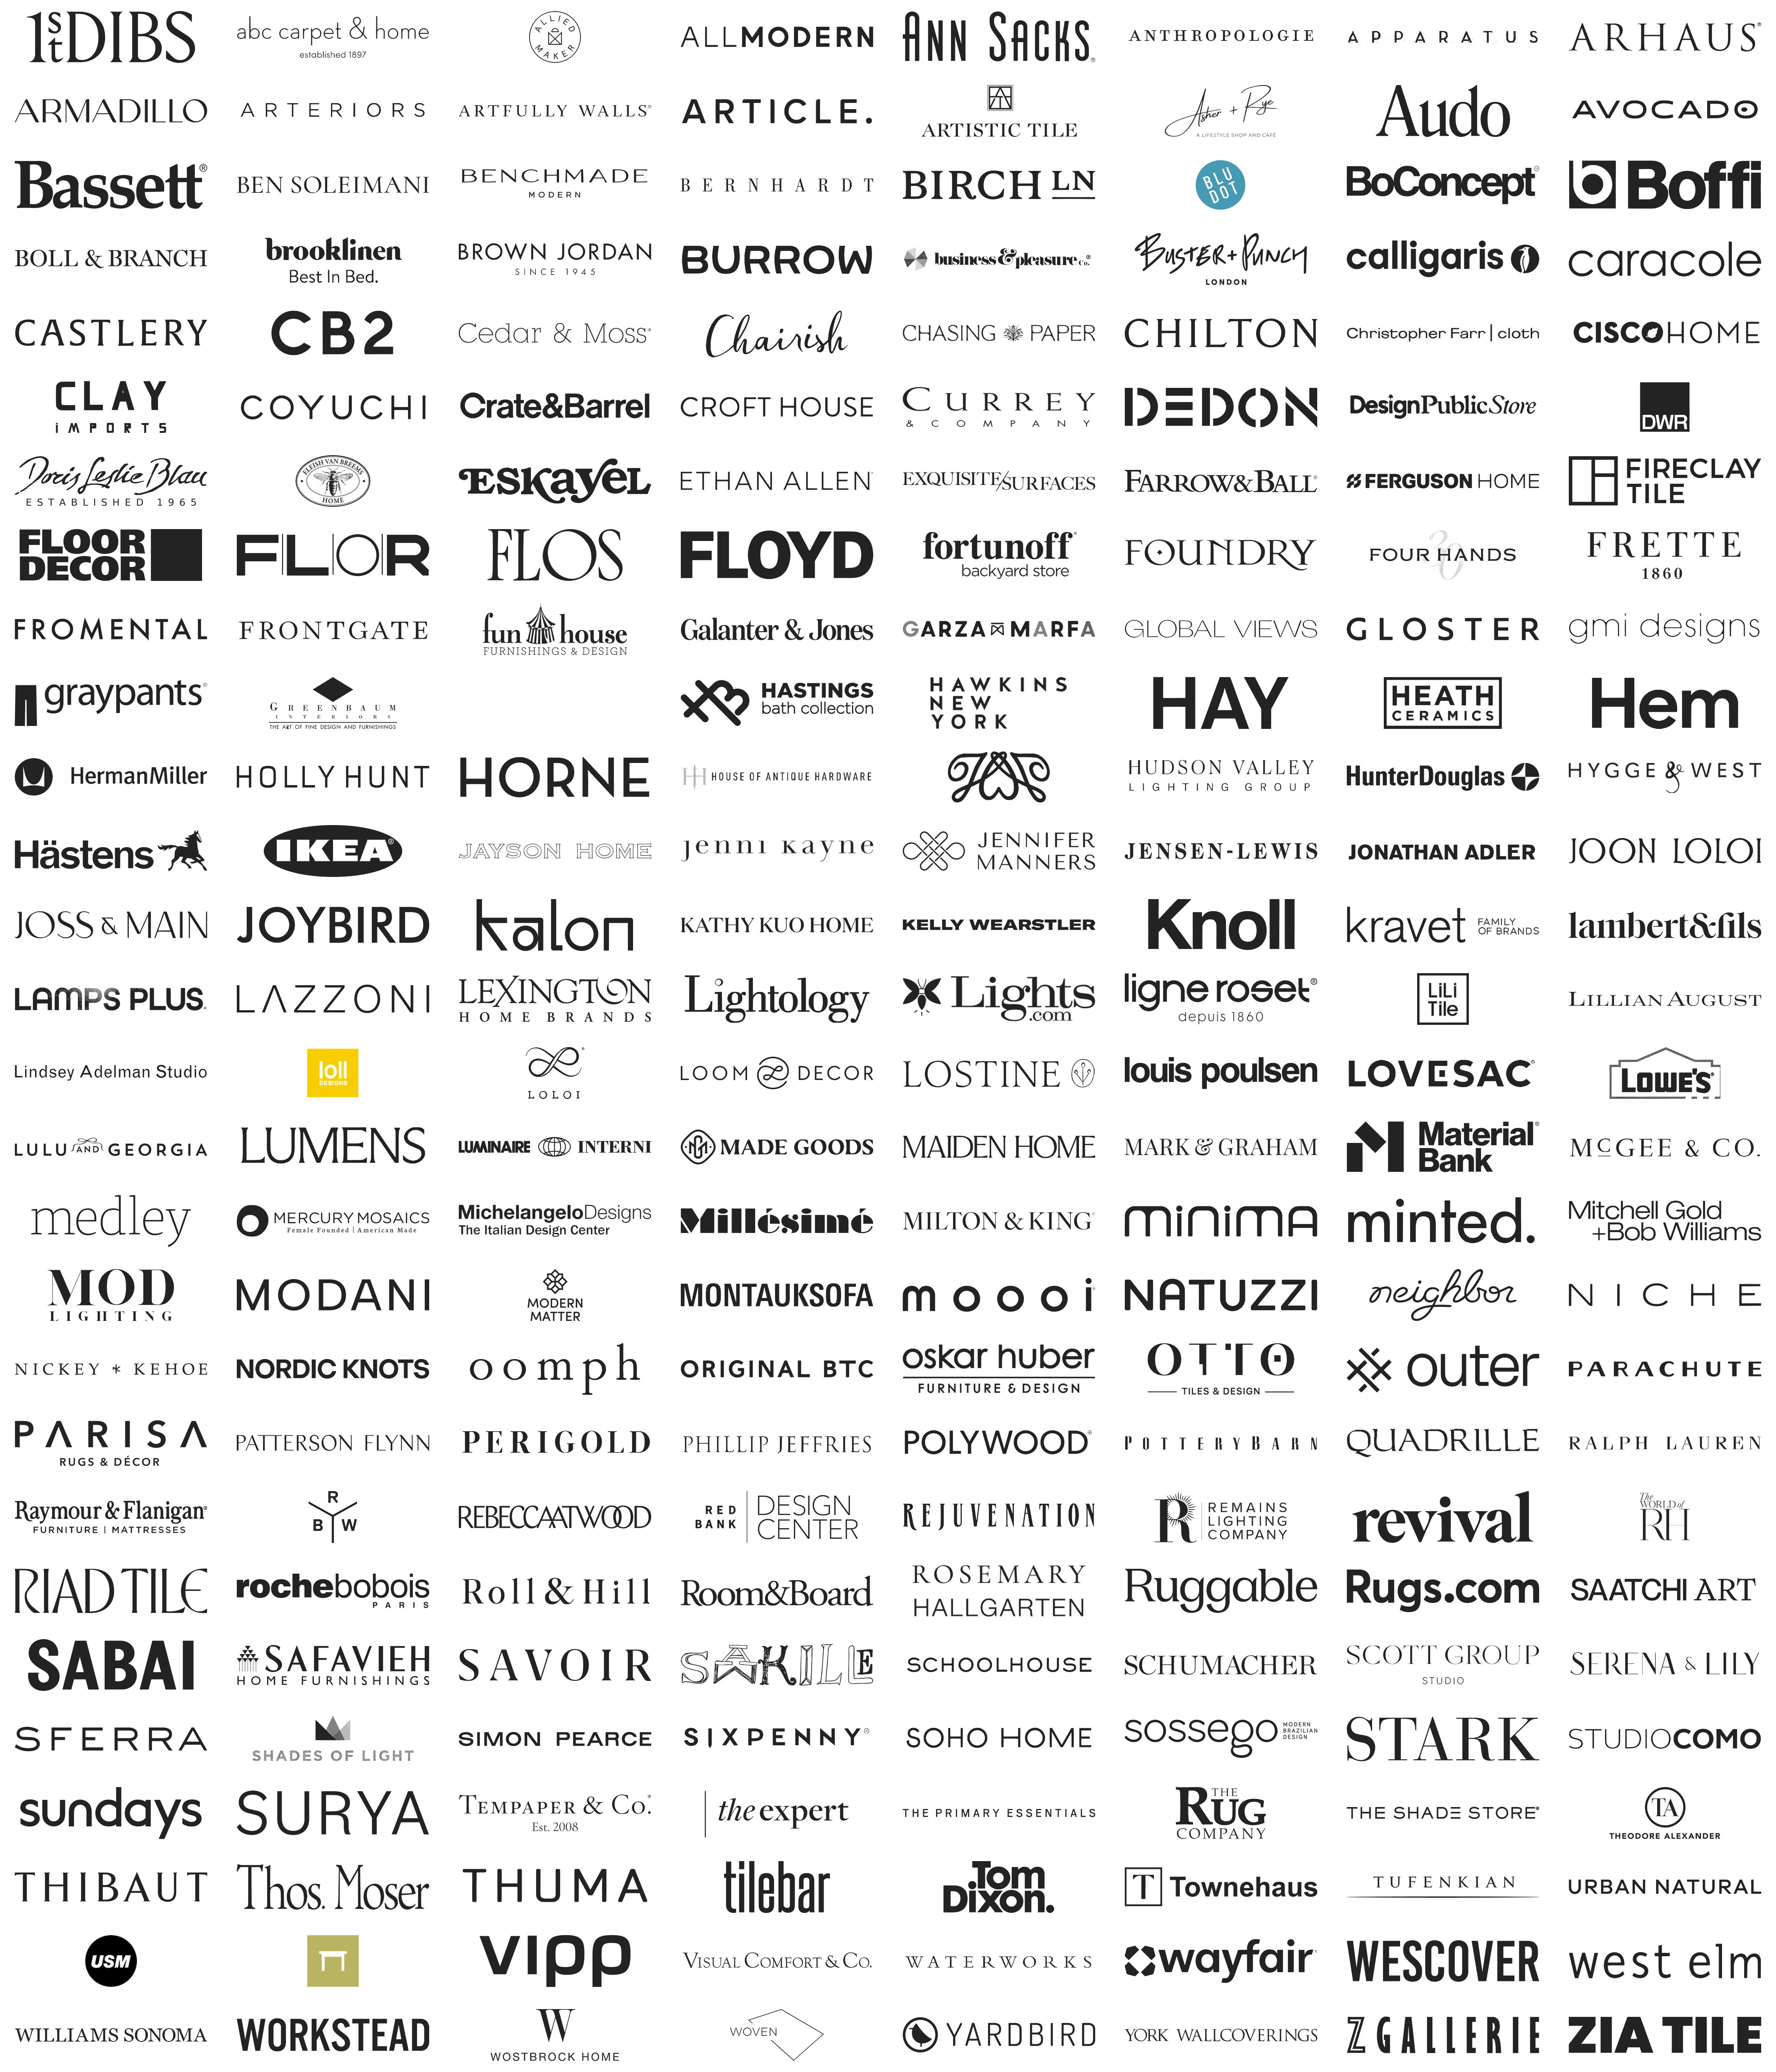 1stDIBS
abc carpet & home
established 1897
ALLIED MAKER
ALLMODERN
ANN SACKS®
ANTHROPOLOGIE
APPARATUS
ARHAUS®
ARMADILLO
ARTERIORS
ARTFULLY WALLS®
ARTICLE.
ARTISTIC TILE
Asher + Rye
A LIFESTYLE SHOP AND CAFÉ
Audo
AVOCADO
Bassett®
BEN SOLEIMANI
BENCHMADE
MODERN
BERNHARDT
BIRCH LN
BLU DOT
BoConcept®
Boffi
BOLL & BRANCH
brooklinen
Best In Bed.
BROWN JORDAN
SINCE 1945
BURROW
business & pleasure Co.®
BUSTER + PUNCH
LONDON
calligaris
caracole
CASTLERY
CB2
Cedar & Moss®
Chairish
CHASING PAPER
CHILTON
Christopher Farr | cloth
CISCO HOME
CLAY
iMPORTS
COYUCHI
Crate&Barrel
CROFT HOUSE
CURREY
& COMPANY
DEDON
DesignPublicStore
DWR
Doris Leslie Blau
ESTABLISHED 1965
ELEISH VAN BREEMS
HOME
ESKAYEL
ETHAN ALLEN
EXQUISITE/SURFACES
FARROW&BALL®
FERGUSON HOME
FIRECLAY
TILE
FLOOR
DECOR
FLOR
FLOS
FLOYD
fortunoff®
backyard store
FOUNDRY
30
FOUR HANDS
FRETTE
1860
FROMENTAL
FRONTGATE
fun house
FURNISHINGS & DESIGN
Galanter & Jones
GARZA MARFA
GLOBAL VIEWS
GLOSTER
gmi designs
graypants®
GREENBAUM
INTERIORS
THE ART OF FINE DESIGN AND FURNISHINGS
HASTINGS
bath collection
HAWKINS
NEW
YORK
HAY
HEATH
CERAMICS
Hem
HermanMiller
HOLLY HUNT
HORNE
HOUSE OF ANTIQUE HARDWARE
HUDSON VALLEY
LIGHTING GROUP
HunterDouglas
HYGGE & WEST
Hästens
IKEA®
JAYSON HOME
jenni kayne
JENNIFER
MANNERS
JENSEN-LEWIS
JONATHAN ADLER
JOON LOLOI
JOSS & MAIN
JOYBIRD
kalon
KATHY KUO HOME
KELLY WEARSTLER
Knoll
kravet FAMILY
OF BRANDS
lambert&fils
LAMPS PLUS®
LAZZONI
LEXINGTON
HOME BRANDS
Lightology
Lights
.com
ligne roset®
depuis 1860
LiLi
Tile
LILLIAN AUGUST
Lindsey Adelman Studio
loll
DESIGNS
LOLOI
LOOM DECOR
LOSTINE
louis poulsen
LOVESAC
LOWE'S
LULU AND GEORGIA
LUMENS
LUMINAIRE INTERNI
MADE GOODS
MAIDEN HOME
MARK & GRAHAM
Material
Bank
McGEE & CO.
medley
MERCURY MOSAICS
Female Founded | American Made
MichelangeloDesigns
The Italian Design Center
Millésimé
MILTON & KING
MINIMA
minted.
Mitchell Gold
+Bob Williams
MOD
LIGHTING
MODANI
MODERN
MATTER
MONTAUKSOFA
moooi
NATUZZI
neighbor
NICHE
NICKEY * KEHOE
NORDIC KNOTS
oomph
ORIGINAL BTC
oskar huber
FURNITURE & DESIGN
OTTO
TILES & DESIGN
outer
PARACHUTE
PARISA
RUGS & DÉCOR
PATTERSON FLYNN
PERIGOLD
PHILLIP JEFFRIES
POLYWOOD®
POTTERYBARN
QUADRILLE
RALPH LAUREN
Raymour & Flanigan®
FURNITURE | MATTRESSES
R
B W
REBECCAATWOOD
RED
BANK
DESIGN
CENTER
REJUVENATION
R
REMAINS
LIGHTING
COMPANY
revival
The
WORLD of
RH
RIAD TILE
rochebobois
PARIS
Roll & Hill
Room&Board
ROSEMARY
HALLGARTEN
Ruggable
Rugs.com
SAATCHI ART
SABAI
SAFAVIEH
HOME FURNISHINGS
SAVOIR
SAWKILLE
SCHOOLHOUSE
SCHUMACHER
SCOTT GROUP
STUDIO
SERENA & LILY
SFERRA
SHADES OF LIGHT
SIMON PEARCE
SIXPENNY®
SOHO HOME
sossego MODERN
BRAZILIAN
DESIGN
STARK
STUDIOCOMO
sundays
SURYA
TEMPAPER & CO.®
Est. 2008
the expert
THE PRIMARY ESSENTIALS
THE
RUG
COMPANY
THE SHADE STORE®
TA
THEODORE ALEXANDER
THIBAUT
Thos. Moser
THUMA
tilebar
Tom
Dixon.
T Townehaus
TUFENKIAN
URBAN NATURAL
USM
vipp
VISUAL COMFORT & CO.
WATERWORKS
wayfair
WESCOVER
west elm
WILLIAMS SONOMA
WORKSTEAD
W
WOSTBROCK HOME
WOVEN
YARDBIRD
YORK WALLCOVERINGS
Z GALLERIE
ZIA TILE